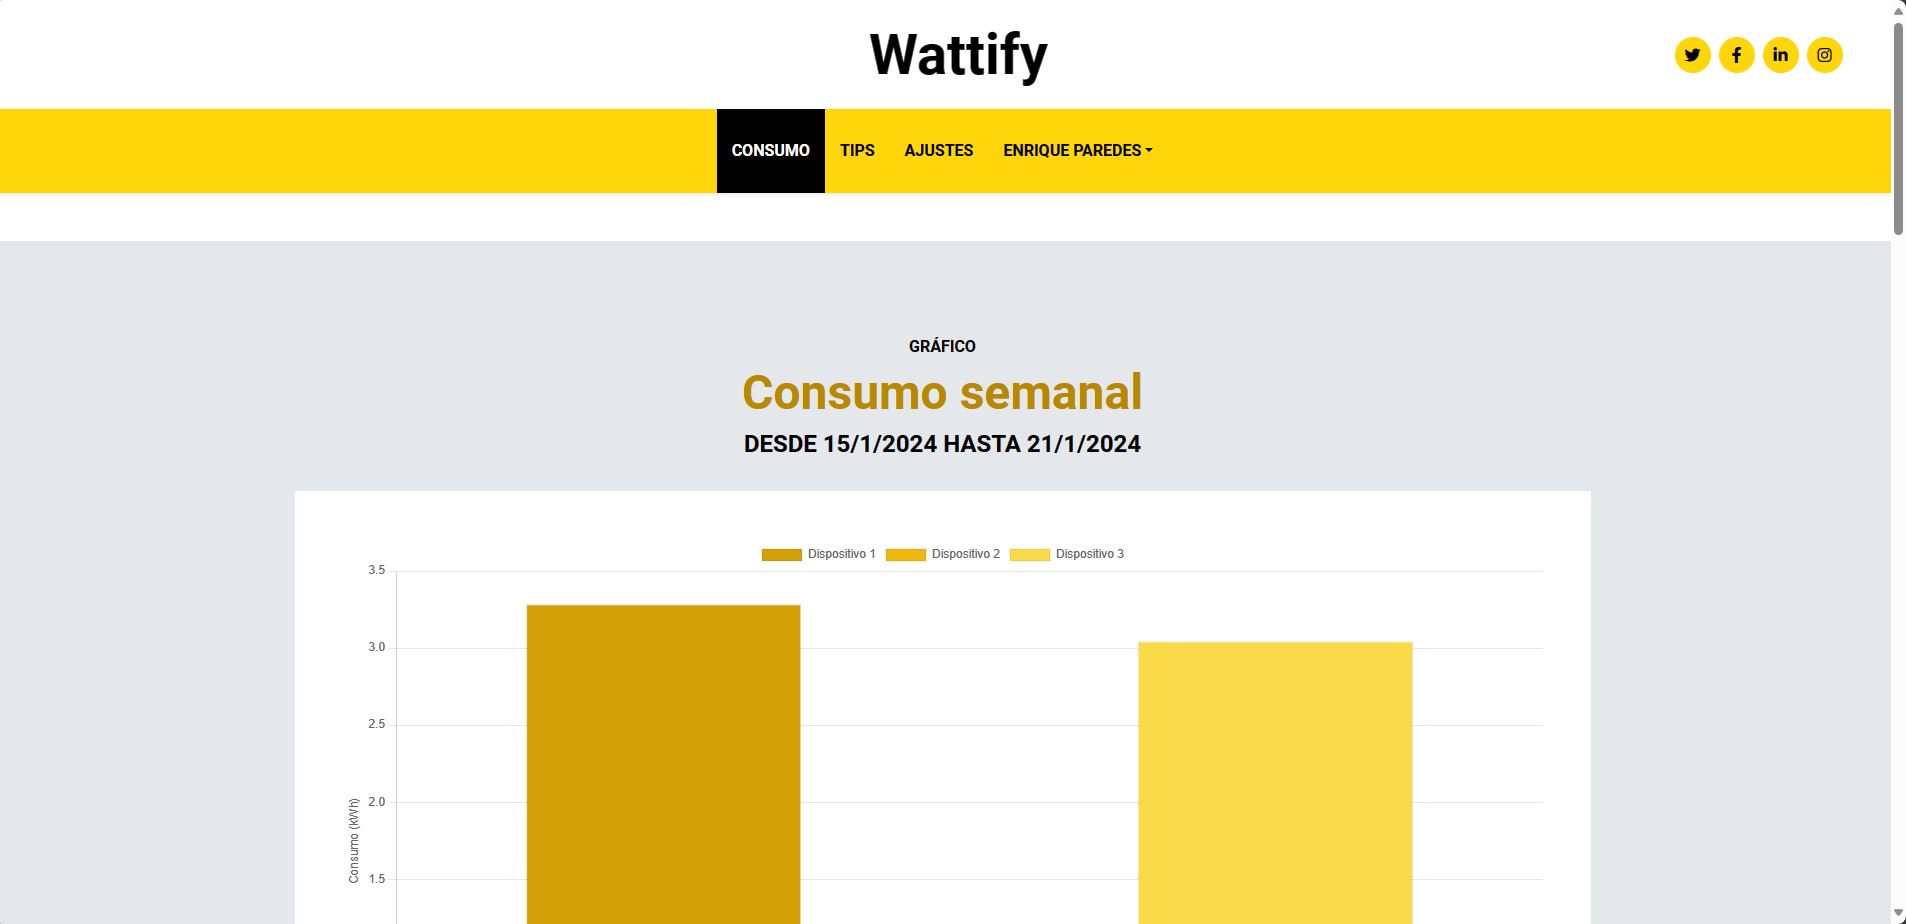 Wattify
CONSUMO TIPS AJUSTES ENRIQUE PAREDES
GRÁFICO
Consumo semanal
DESDE 15/1/2024 HASTA 21/1/2024
Dispositivo 1 Dispositivo 2 Dispositivo 3
3.5
3.0
2.5
2.0
1.5
Consumo (kWh)